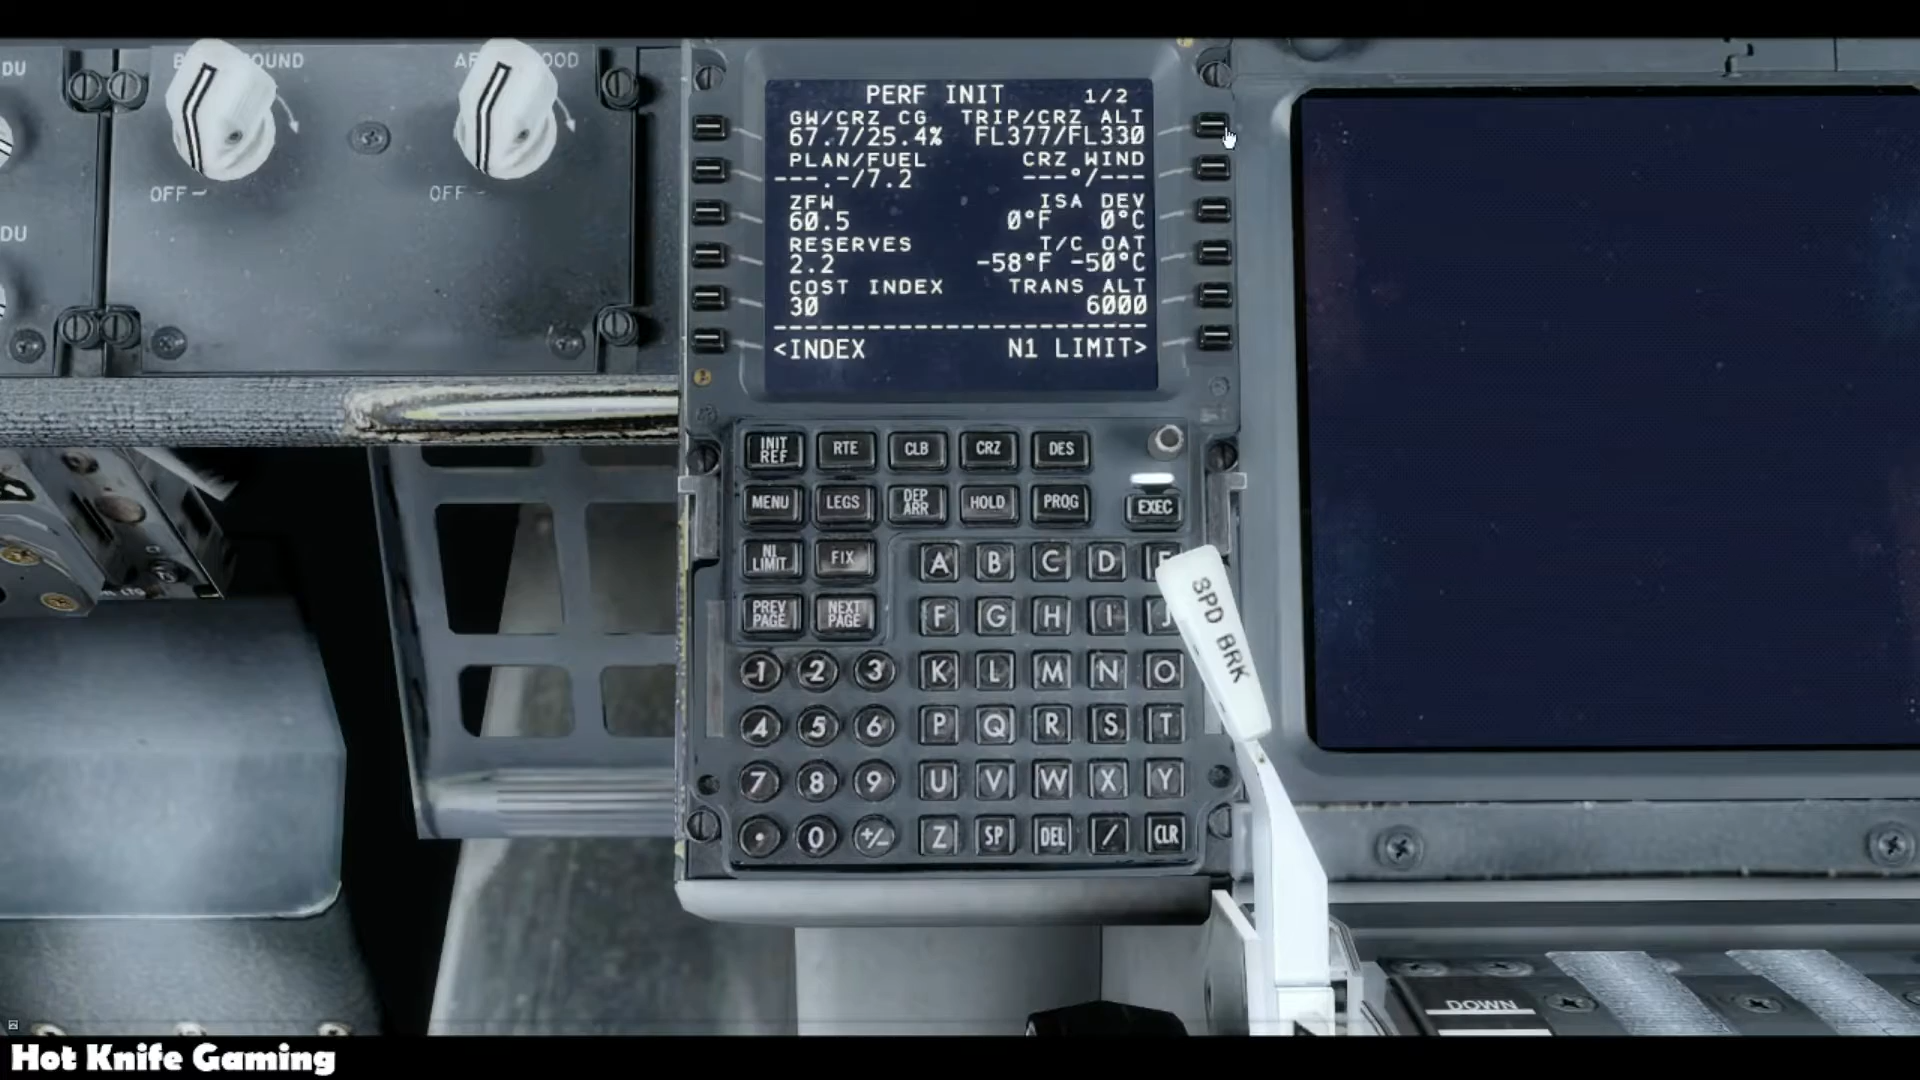 DU
OUND
OOD
OFF
OFF
DU
PERF INIT 1/2
GW/CRZ CG TRIP/CRZ ALT
67.7/25.4% FL377/FL330
PLAN/FUEL CRZ WIND
---.-/7.2 ---°/---
ZFW ISA DEV
60.5 0°F 0°C
RESERVES T/C OAT
2.2 -58°F -50°C
COST INDEX TRANS ALT
30 6000
------------------------
<INDEX N1 LIMIT>
INIT REF RTE CLB CRZ DES
MENU LEGS DEP ARR HOLD PROG EXEC
N1 LIMIT FIX A B C D
PREV PAGE NEXT PAGE F G H I J
1 2 3 K L M N O
4 5 6 P Q R S T
7 8 9 U V W X Y
. 0 +/- Z SP DEL / CLR
SPD BRK
DOWN
Hot Knife Gaming